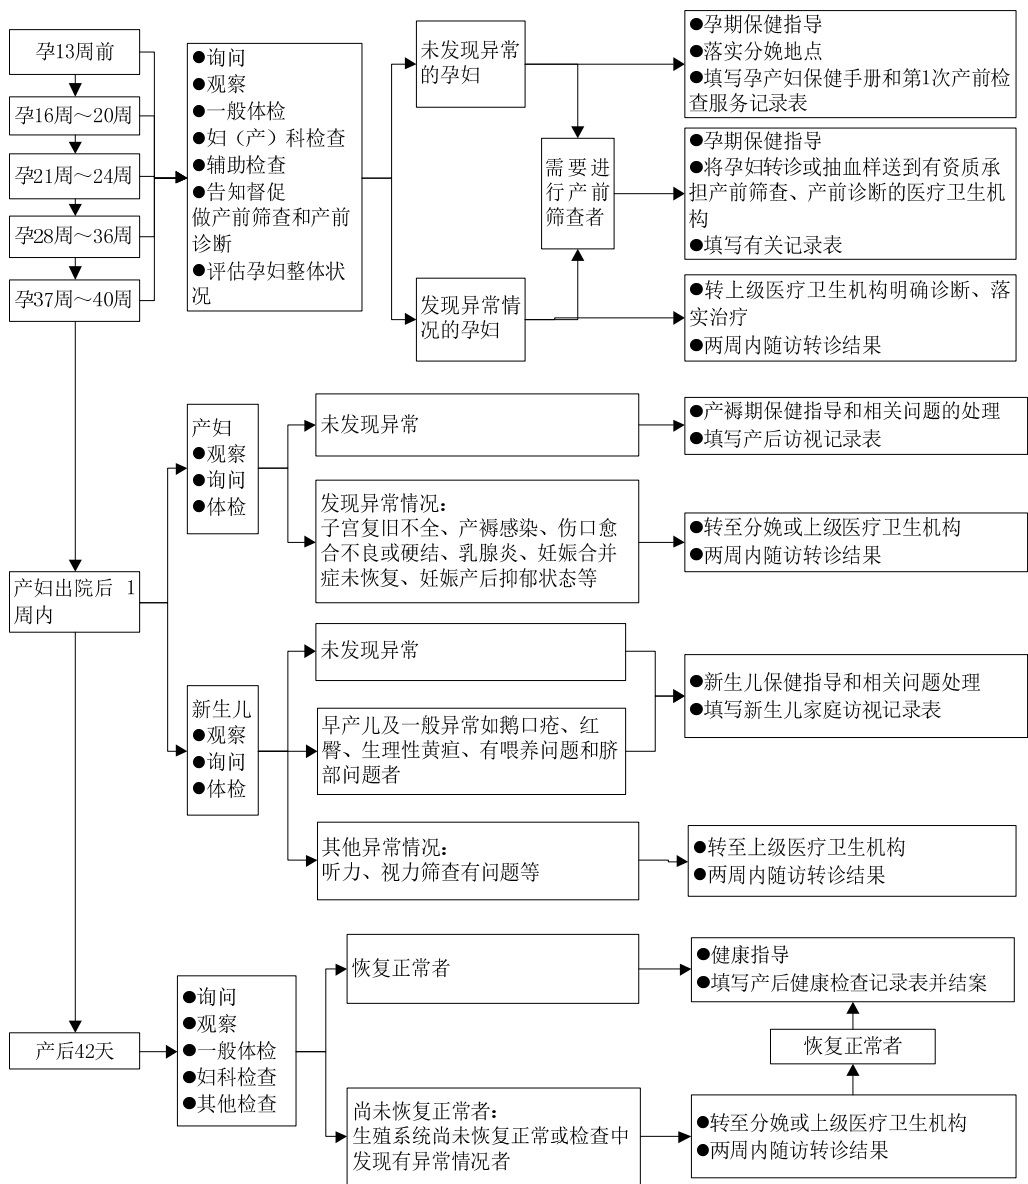 孕13周前
孕16周～20周
孕21周～24周
孕28周～36周
孕37周～40周
●询问
●观察
●一般体检
●妇（产）科检查
●辅助检查
●告知督促
做产前筛查和产前
诊断
●评估孕妇整体状
况
未发现异常
的孕妇
需要进
行产前
筛查者
发现异常情
况的孕妇
●孕期保健指导
●落实分娩地点
●填写孕产妇保健手册和第1次产前检
查服务记录表
●孕期保健指导
●将孕妇转诊或抽血样送到有资质承
担产前筛查、产前诊断的医疗卫生机
构
●填写有关记录表
●转上级医疗卫生机构明确诊断、落
实治疗
●两周内随访转诊结果
产妇出院后 1
周内
产妇
●观察
●询问
●体检
未发现异常
●产褥期保健指导和相关问题的处理
●填写产后访视记录表
发现异常情况：
子宫复旧不全、产褥感染、伤口愈
合不良或硬结、乳腺炎、妊娠合并
症未恢复、妊娠产后抑郁状态等
●转至分娩或上级医疗卫生机构
●两周内随访转诊结果
新生儿
●观察
●询问
●体检
未发现异常
早产儿及一般异常如鹅口疮、红
臀、生理性黄疸、有喂养问题和脐
部问题者
●新生儿保健指导和相关问题处理
●填写新生儿家庭访视记录表
其他异常情况：
听力、视力筛查有问题等
●转至上级医疗卫生机构
●两周内随访转诊结果
产后42天
●询问
●观察
●一般体检
●妇科检查
●其他检查
恢复正常者
●健康指导
●填写产后健康检查记录表并结案
恢复正常者
尚未恢复正常者：
生殖系统尚未恢复正常或检查中
发现有异常情况者
●转至分娩或上级医疗卫生机构
●两周内随访转诊结果